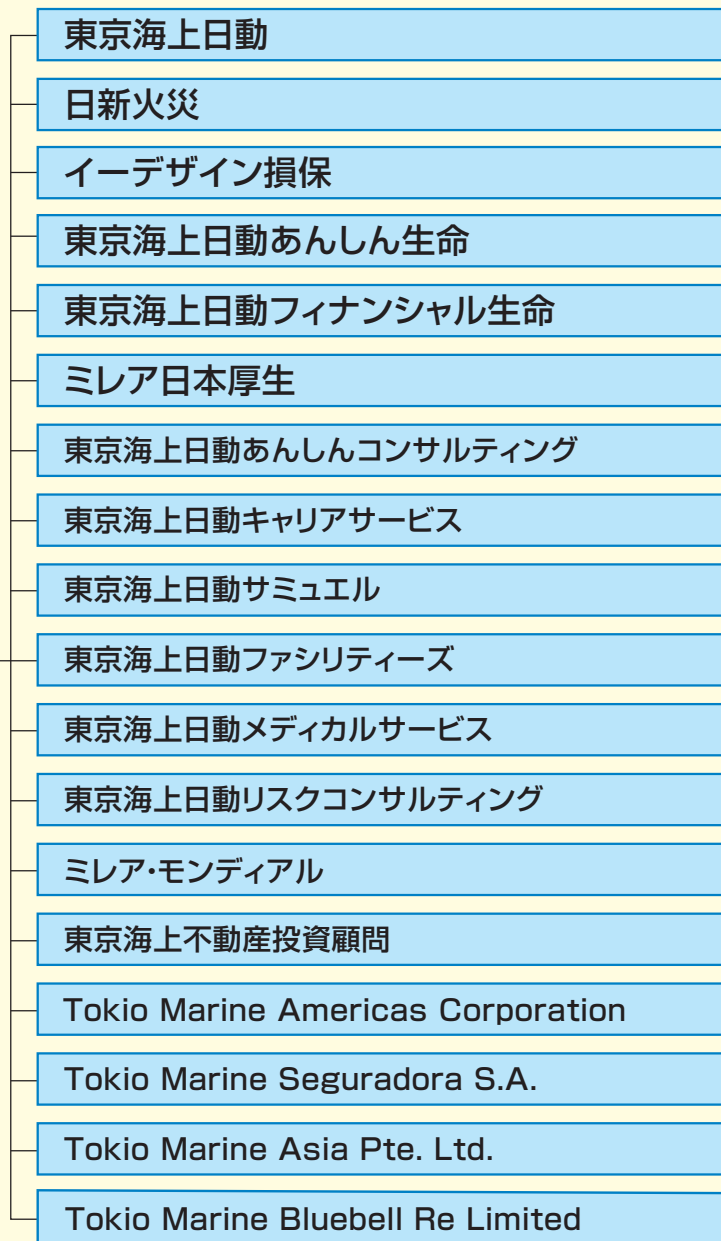 東京海上日動
日新火災
イーデザイン損保
東京海上日動あんしん生命
東京海上日動フィナンシャル生命
ミレア日本厚生
東京海上日動あんしんコンサルティング
東京海上日動キャリアサービス
東京海上日動サミュエル
東京海上日動ファシリティーズ
東京海上日動メディカルサービス
東京海上日動リスクコンサルティング
ミレア・モンディアル
東京海上不動産投資顧問
Tokio Marine Americas Corporation
Tokio Marine Seguradora S.A.
Tokio Marine Asia Pte. Ltd.
Tokio Marine Bluebell Re Limited